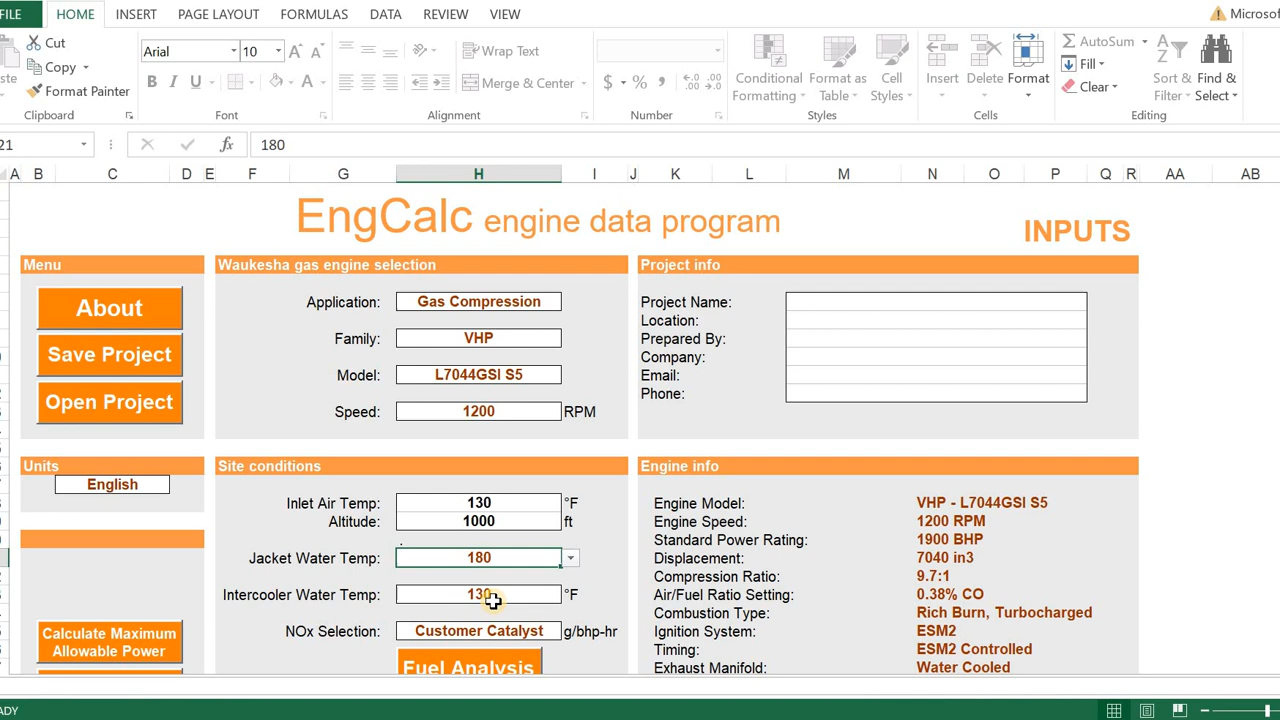 FILE HOME INSERT PAGE LAYOUT FORMULAS DATA REVIEW VIEW
Cut
Copy
Format Painter
Clipboard
Arial 10
Font
Wrap Text
Merge & Center
Alignment
$ % ,
Number
Formatting
Format as
Table
Cell
Styles
Styles
Insert Delete Format
Cells
AutoSum
Fill
Clear
Sort &
Filter
Find &
Select
Editing
180
A B C D E F G H I J K L M N O P Q R AA AB
EngCalc engine data program
INPUTS
Menu
About
Save Project
Open Project
Waukesha gas engine selection
Application: Gas Compression
Family: VHP
Model: L7044GSI S5
Speed: 1200 RPM
Project info
Project Name:
Location:
Prepared By:
Company:
Email:
Phone:
Units
English
Calculate Maximum
Allowable Power
Site conditions
Inlet Air Temp: 130 °F
Altitude: 1000 ft
Jacket Water Temp: 180
Intercooler Water Temp: 130 °F
NOx Selection: Customer Catalyst g/bhp-hr
Fuel Analysis
Engine info
Engine Model: VHP - L7044GSI S5
Engine Speed: 1200 RPM
Standard Power Rating: 1900 BHP
Displacement: 7040 in3
Compression Ratio: 9.7:1
Air/Fuel Ratio Setting: 0.38% CO
Combustion Type: Rich Burn, Turbocharged
Ignition System: ESM2
Timing: ESM2 Controlled
Exhaust Manifold: Water Cooled